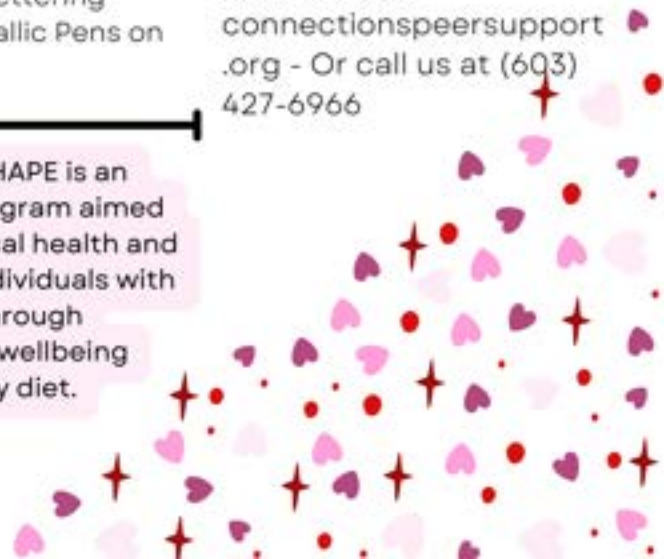 allic Pens on
connectionspeersupport
.org - Or call us at (603)
427-6966
HAPE is an
gram aimed
al health and
dividuals with
rough
wellbeing
y diet.